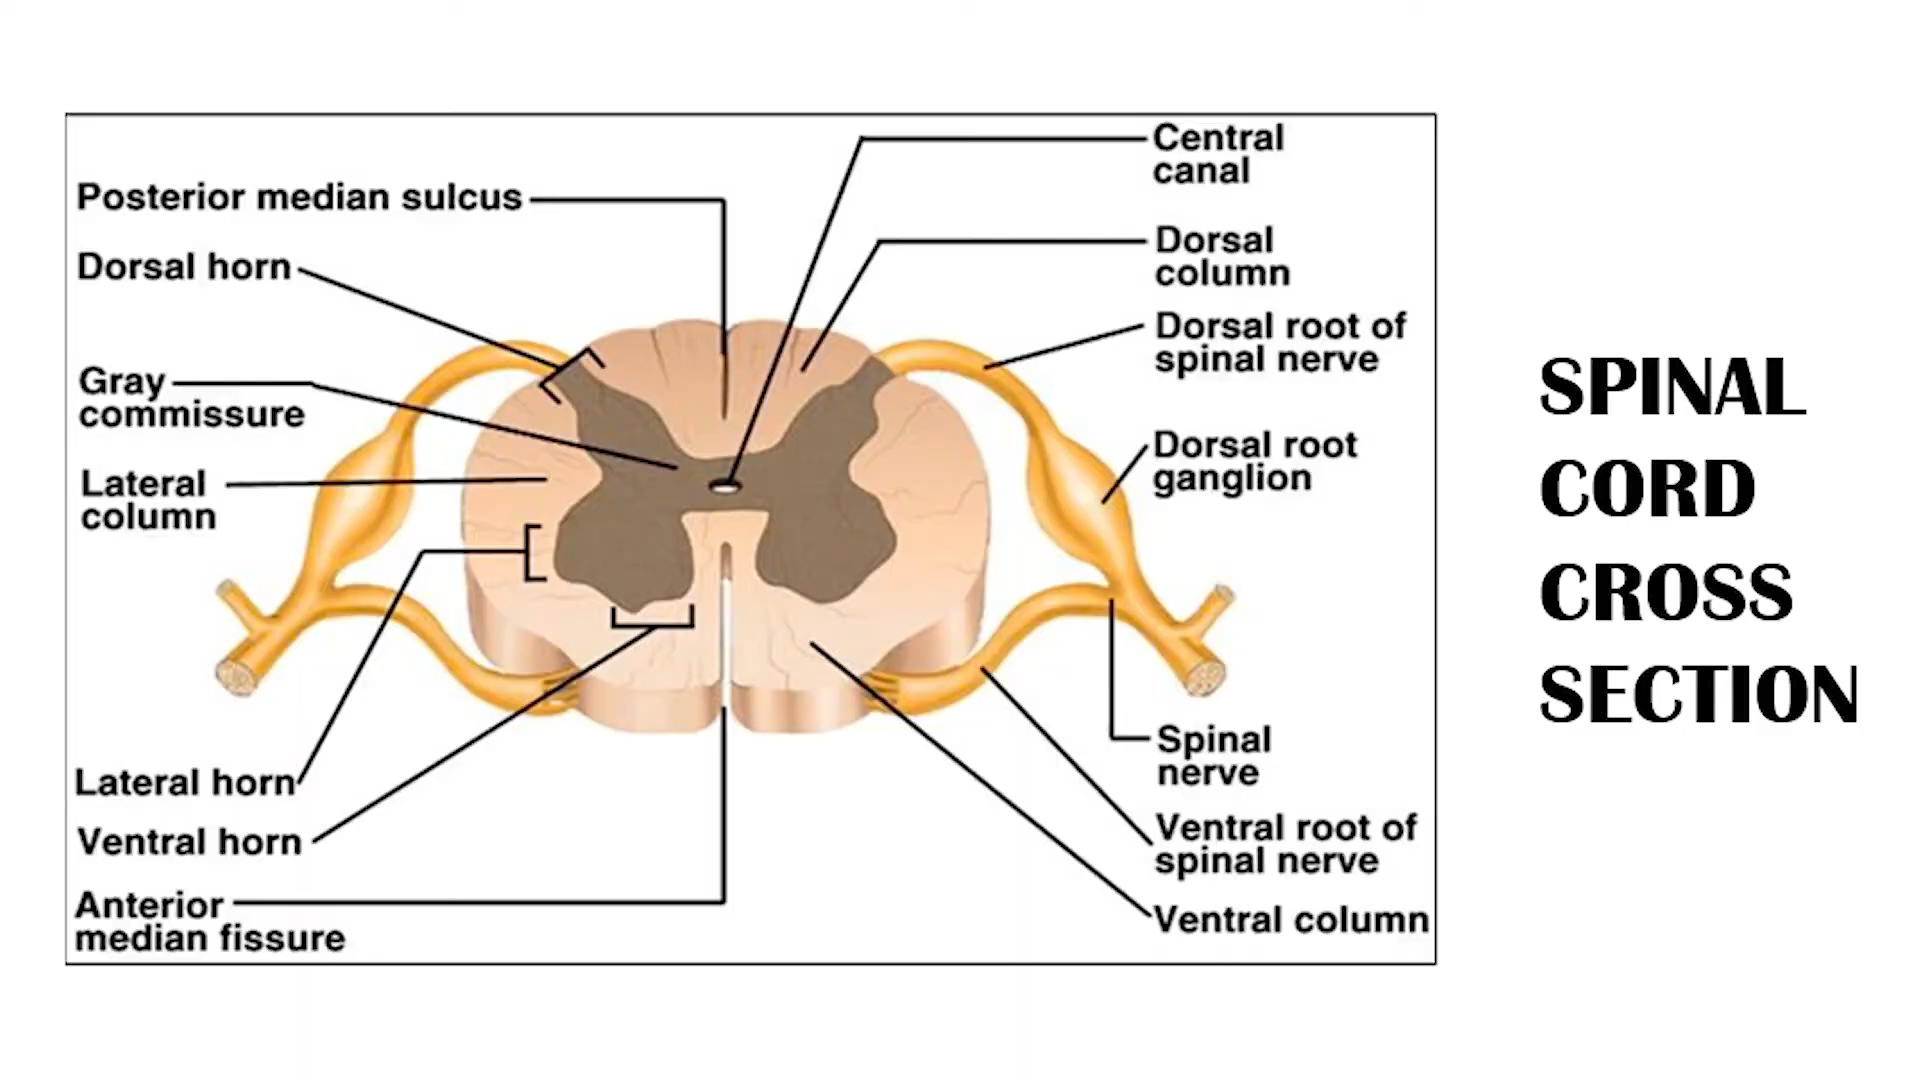 Posterior median sulcus
Dorsal horn
Gray
commissure
Lateral
column
Lateral horn
Ventral horn
Anterior
median fissure
Central
canal
Dorsal
column
Dorsal root of
spinal nerve
Dorsal root
ganglion
Spinal
nerve
Ventral root of
spinal nerve
Ventral column
SPINAL
CORD
CROSS
SECTION